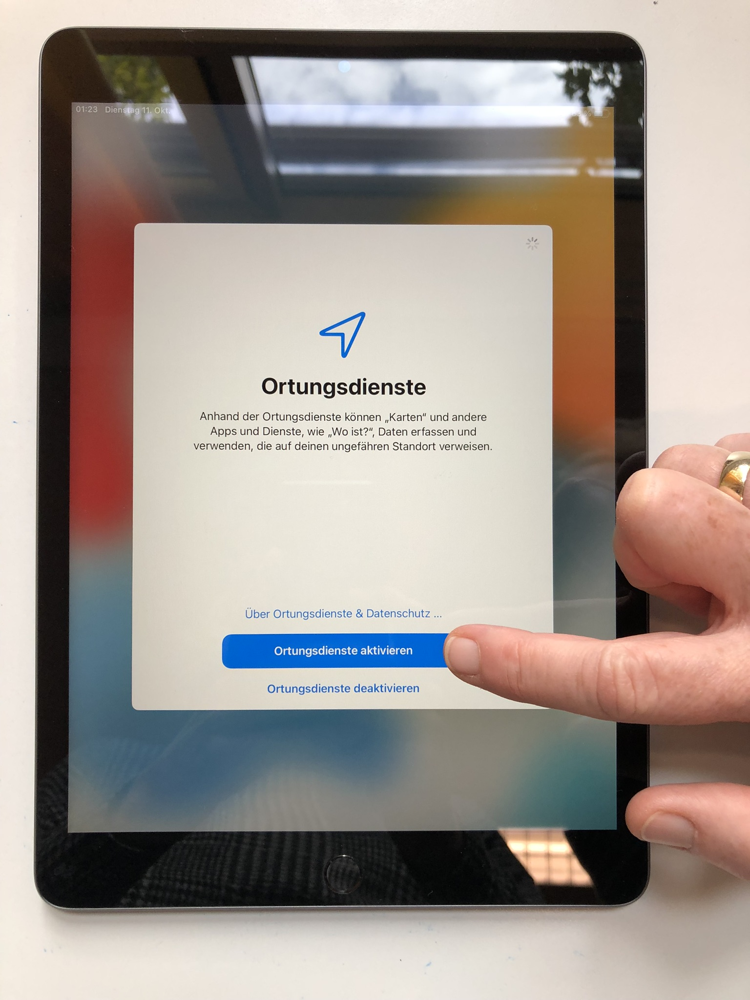 01:23 Dienstag 11. Okt.
Ortungsdienste
Anhand der Ortungsdienste können „Karten“ und andere
Apps und Dienste, wie „Wo ist?“, Daten erfassen und
verwenden, die auf deinen ungefähren Standort verweisen.
Über Ortungsdienste & Datenschutz ...
Ortungsdienste aktivieren
Ortungsdienste deaktivieren